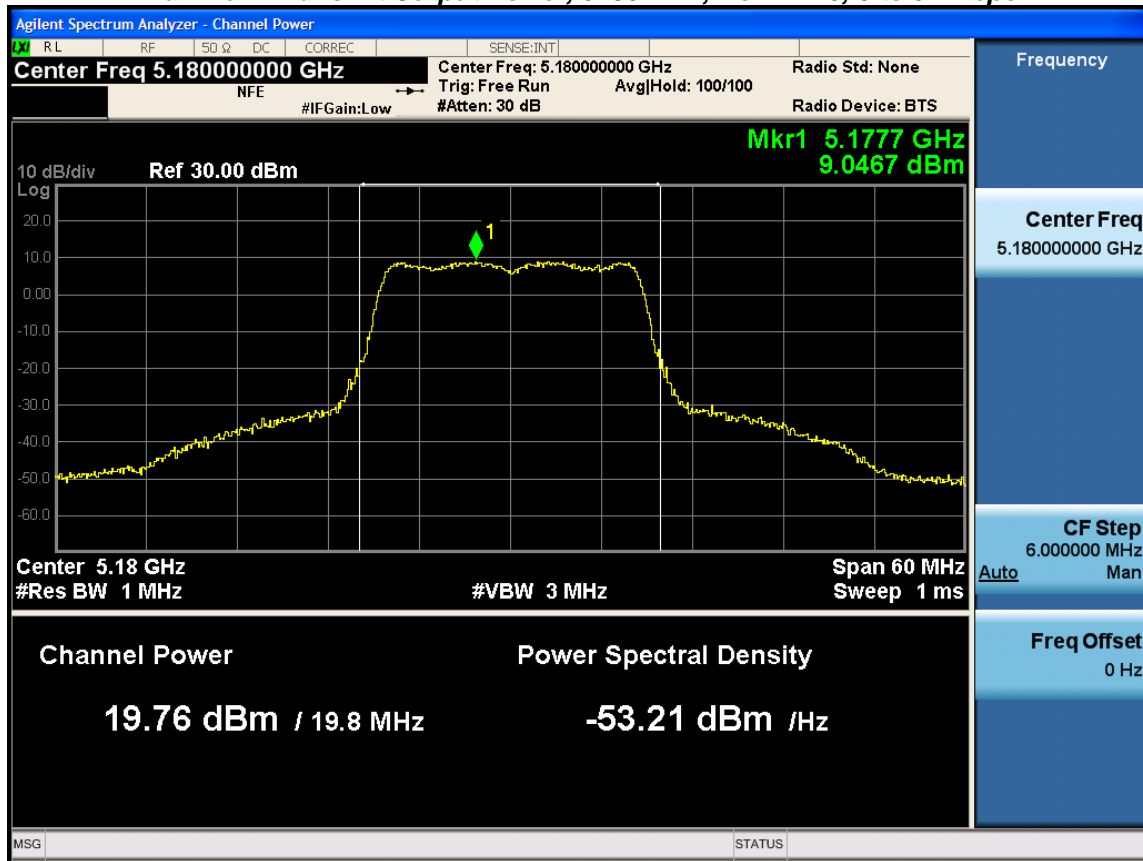 Agilent Spectrum Analyzer - Channel Power
LXI RL RF 50 Ω DC CORREC SENSE:INT
Center Freq 5.180000000 GHz
NFE
#IFGain:Low
Center Freq: 5.180000000 GHz
Trig: Free Run Avg|Hold: 100/100
#Atten: 30 dB
Radio Std: None
Radio Device: BTS
Mkr1 5.1777 GHz
9.0467 dBm
10 dB/div Ref 30.00 dBm
Log
20.0
10.0
0.00
-10.0
-20.0
-30.0
-40.0
-50.0
-60.0
1
Center 5.18 GHz Span 60 MHz
#Res BW 1 MHz #VBW 3 MHz Sweep 1 ms
Channel Power Power Spectral Density
19.76 dBm / 19.8 MHz -53.21 dBm /Hz
MSG STATUS
Frequency
Center Freq
5.180000000 GHz
CF Step
6.000000 MHz
Auto Man
Freq Offset
0 Hz